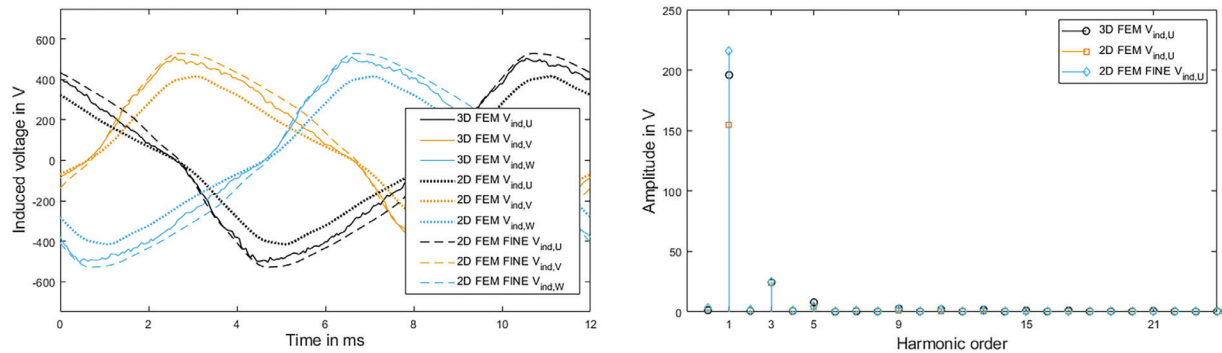 600
400
200
0
-200
-400
-600
Induced voltage in V
0
2
4
6
8
10
12
Time in ms
3D FEM Vind,U
3D FEM Vind,V
3D FEM Vind,W
2D FEM Vind,U
2D FEM Vind,V
2D FEM Vind,W
2D FEM FINE Vind,U
2D FEM FINE Vind,V
2D FEM FINE Vind,W
250
200
150
100
50
0
Amplitude in V
1
3
5
9
15
21
Harmonic order
3D FEM Vind,U
2D FEM Vind,U
2D FEM FINE Vind,U